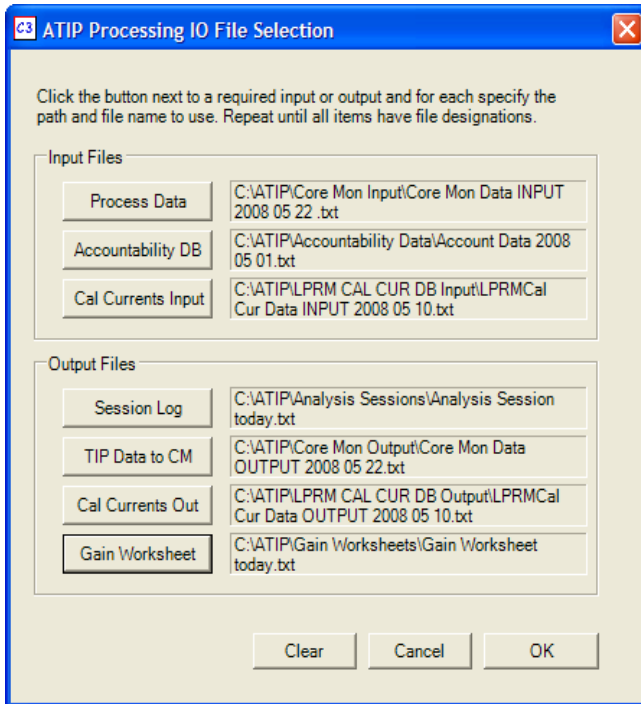 C3 ATIP Processing IO File Selection
Click the button next to a required input or output and for each specify the
path and file name to use. Repeat until all items have file designations.
Input Files
Process Data
C:\ATIP\Core Mon Input\Core Mon Data INPUT
2008 05 22 .txt
Accountability DB
C:\ATIP\Accountability Data\Account Data 2008
05 01.txt
Cal Currents Input
C:\ATIP\LPRM CAL CUR DB Input\LPRMCal
Cur Data INPUT 2008 05 10.txt
Output Files
Session Log
C:\ATIP\Analysis Sessions\Analysis Session
today.txt
TIP Data to CM
C:\ATIP\Core Mon Output\Core Mon Data
OUTPUT 2008 05 22.txt
Cal Currents Out
C:\ATIP\LPRM CAL CUR DB Output\LPRMCal
Cur Data OUTPUT 2008 05 10.txt
Gain Worksheet
C:\ATIP\Gain Worksheets\Gain Worksheet
today.txt
Clear
Cancel
OK